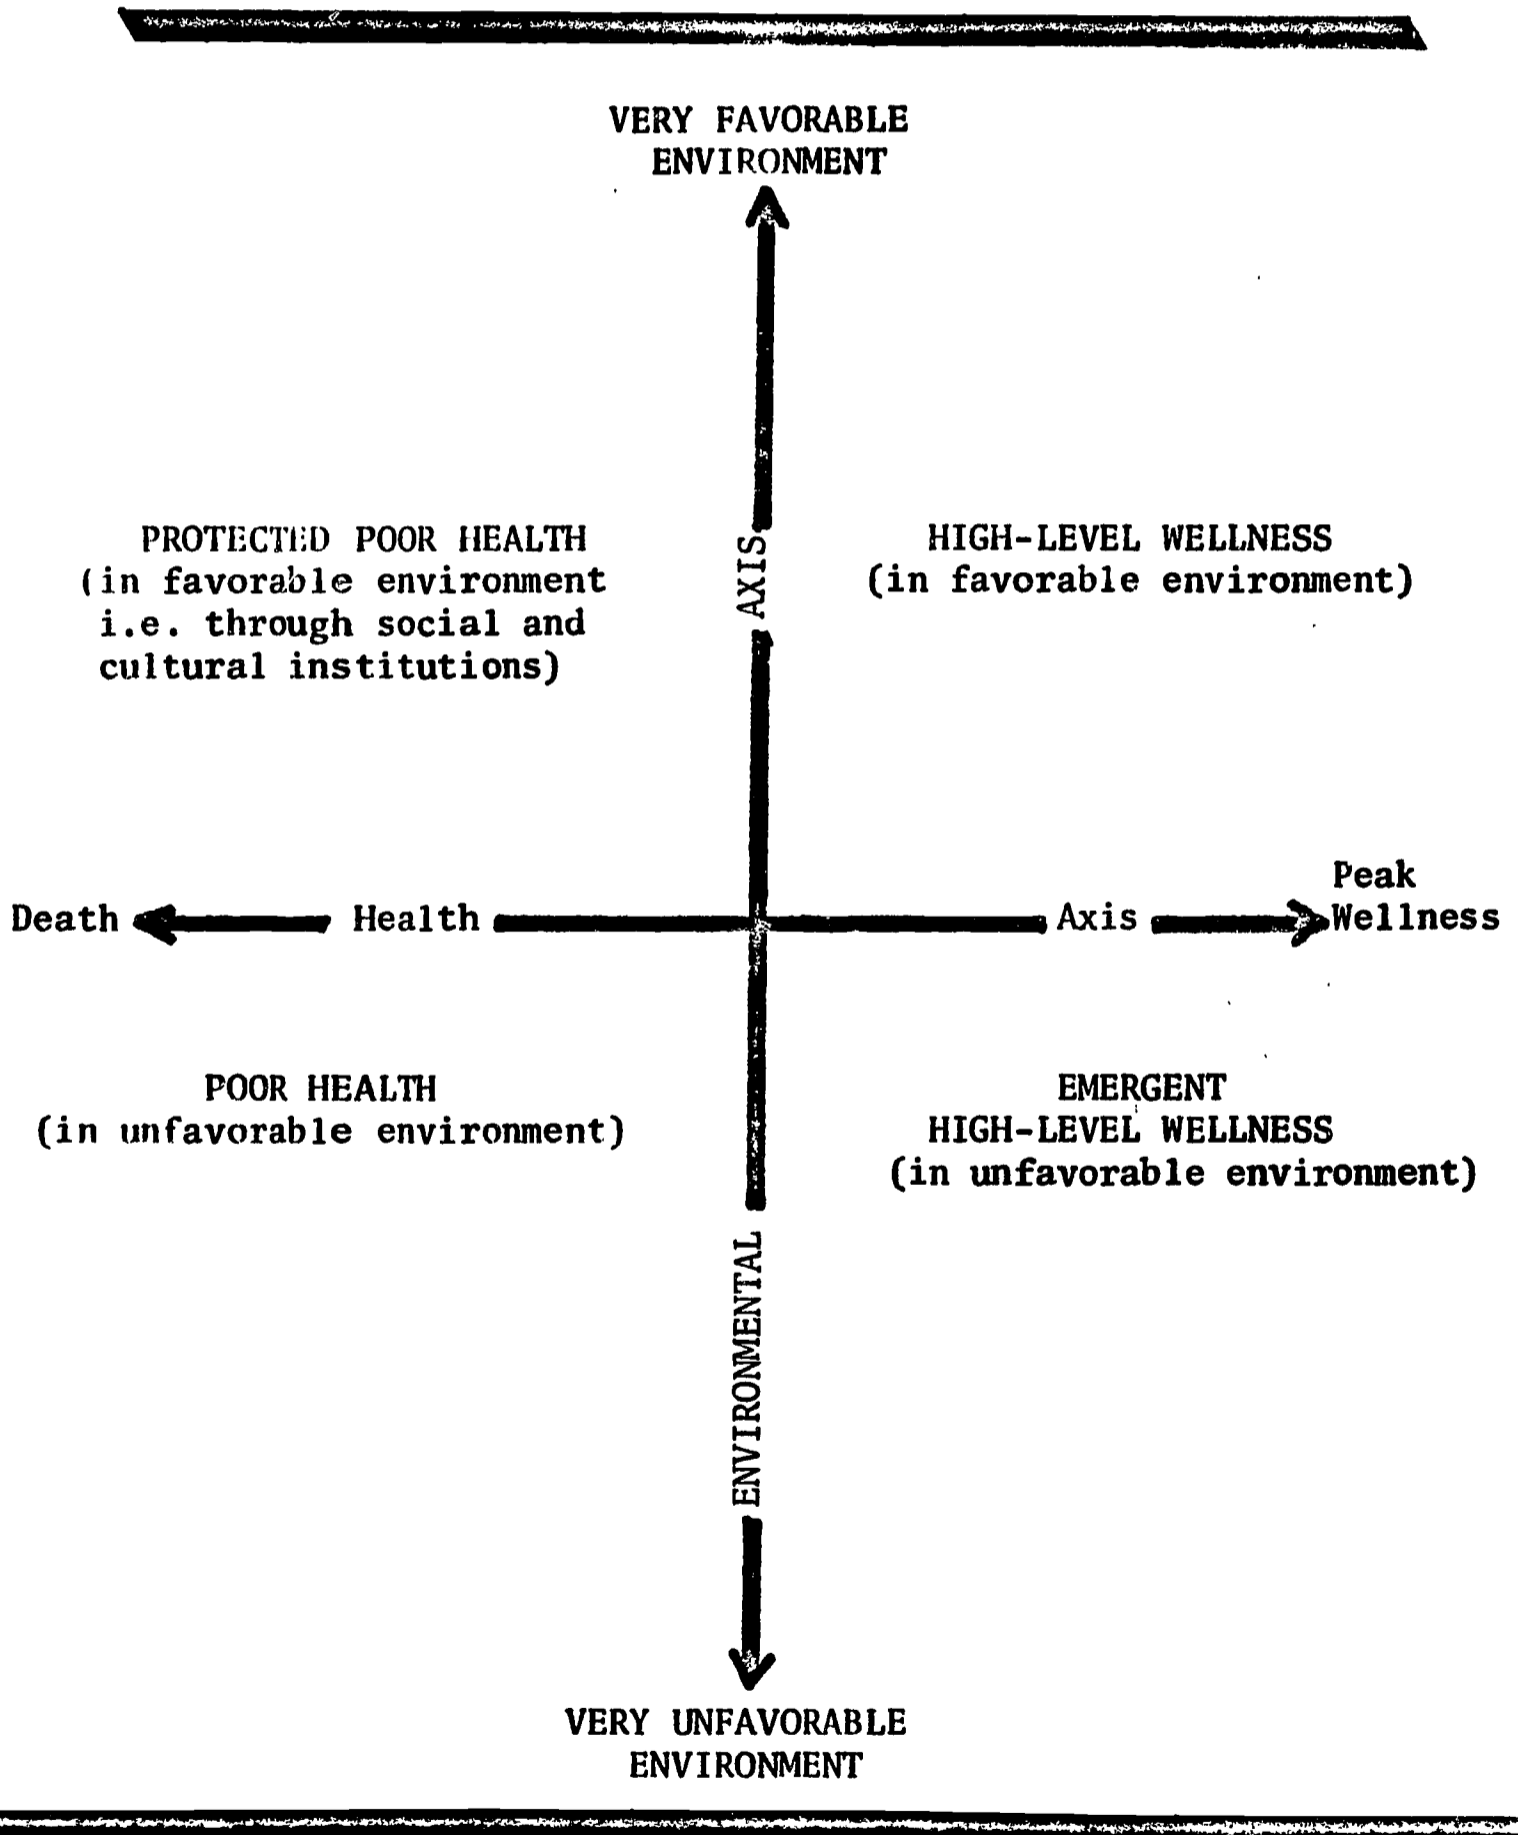 VERY FAVORABLE
ENVIRONMENT
PROTECTED POOR HEALTH
(in favorable environment
i.e. through social and
cultural institutions)
AXIS
HIGH-LEVEL WELLNESS
(in favorable environment)
Death
Health
Axis
Peak
Wellness
POOR HEALTH
(in unfavorable environment)
EMERGENT
HIGH-LEVEL WELLNESS
(in unfavorable environment)
ENVIRONMENTAL
VERY UNFAVORABLE
ENVIRONMENT